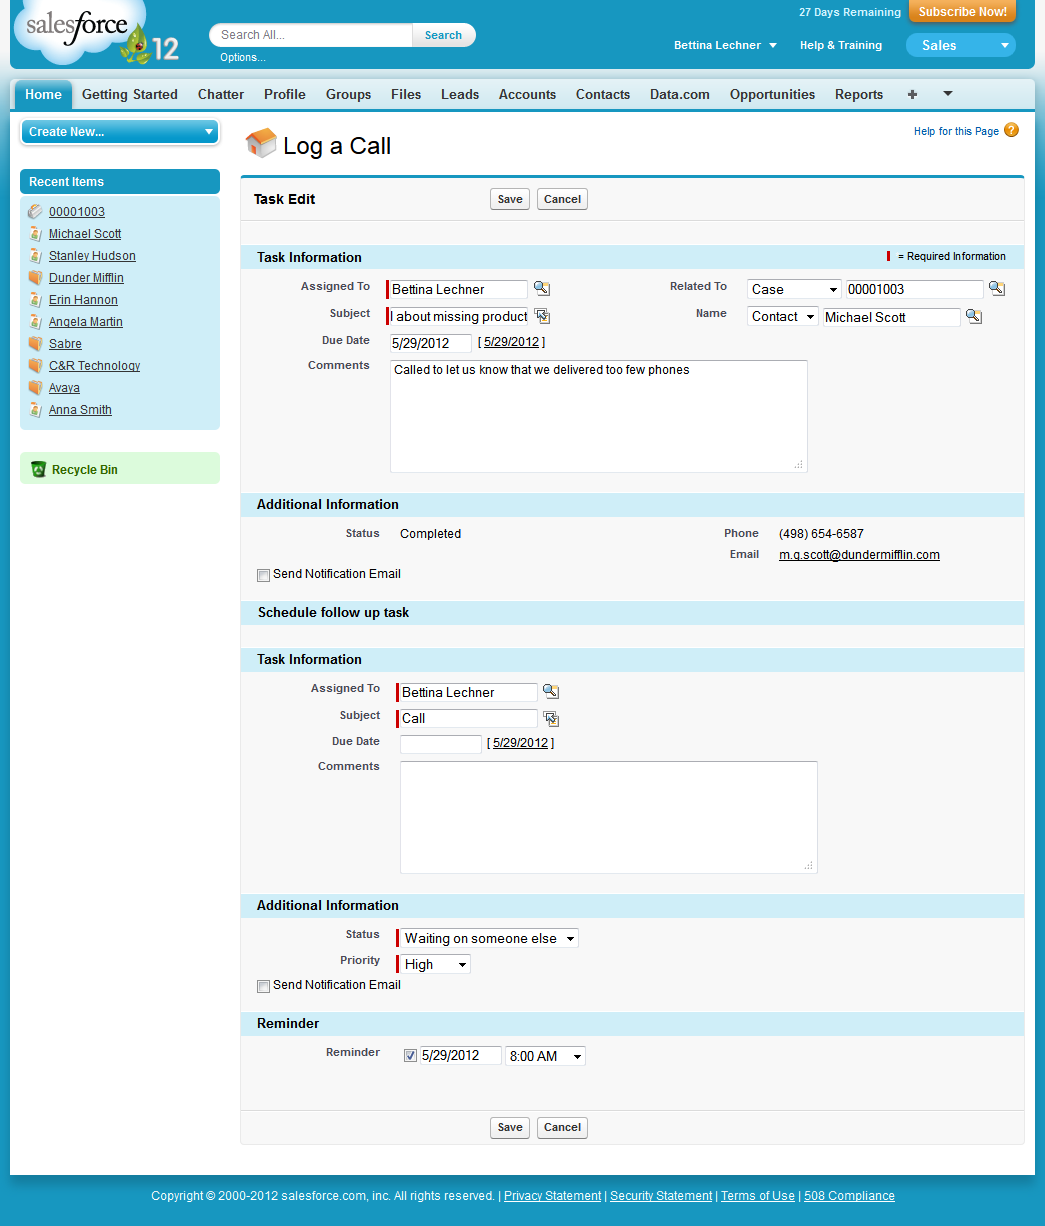 salesforce
12
Search All...
Search
Options...
27 Days Remaining
Subscribe Now!
Bettina Lechner
Help & Training
Sales
Home Getting Started Chatter Profile Groups Files Leads Accounts Contacts Data.com Opportunities Reports +
Create New...
Recent Items
00001003
Michael Scott
Stanley Hudson
Dunder Mifflin
Erin Hannon
Angela Martin
Sabre
C&R Technology
Avaya
Anna Smith
Recycle Bin
Log a Call
Help for this Page ?
Task Edit Save Cancel
Task Information = Required Information
Assigned To Bettina Lechner Related To Case 00001003
Subject l about missing product Name Contact Michael Scott
Due Date 5/29/2012 [ 5/29/2012 ]
Comments Called to let us know that we delivered too few phones
Additional Information
Status Completed Phone (498) 654-6587
Email m.g.scott@dundermifflin.com
Send Notification Email
Schedule follow up task
Task Information
Assigned To Bettina Lechner
Subject Call
Due Date [ 5/29/2012 ]
Comments
Additional Information
Status Waiting on someone else
Priority High
Send Notification Email
Reminder
Reminder 5/29/2012 8:00 AM
Save Cancel
Copyright © 2000-2012 salesforce.com, inc. All rights reserved. | Privacy Statement | Security Statement | Terms of Use | 508 Compliance